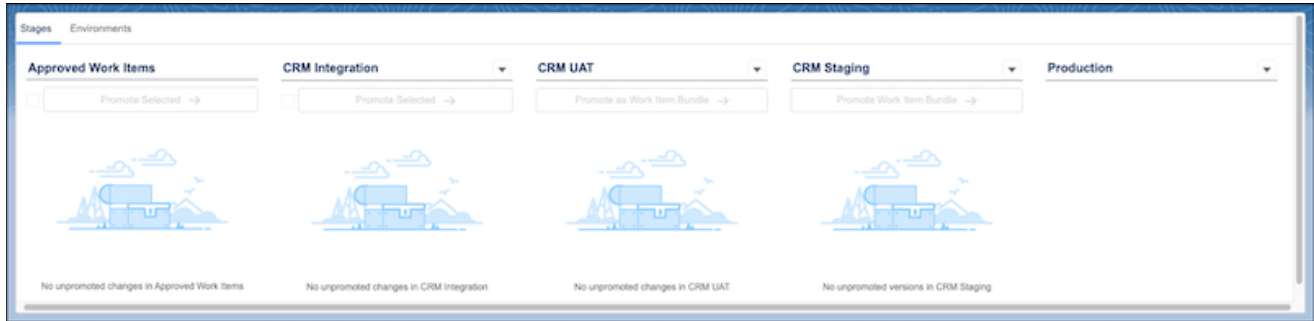 Stages Environments
Approved Work Items
CRM Integration
CRM UAT
CRM Staging
Production
Promote Selected →
Promote Selected →
Promote as Work Item Bundle →
Promote Work Item Bundle →
No unpromoted changes in Approved Work Items
No unpromoted changes in CRM Integration
No unpromoted changes in CRM UAT
No unpromoted versions in CRM Staging